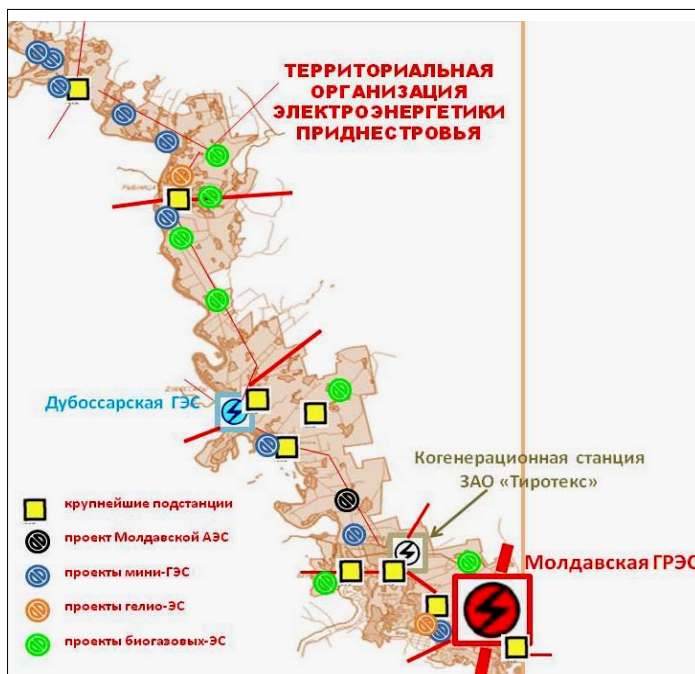 ТЕРРИТОРИАЛЬНАЯ
ОРГАНИЗАЦИЯ
ЭЛЕКТРОЭНЕРГЕТИКИ
ПРИДНЕСТРОВЬЯ
РЫБНИЦА
Дубоссарская ГЭС
Когенерационная станция
ЗАО «Тиротекс»
Молдавская ГРЭС
крупнейшие подстанции
проект Молдавской АЭС
проекты мини-ГЭС
проекты гелио-ЭС
проекты биогазовых-ЭС